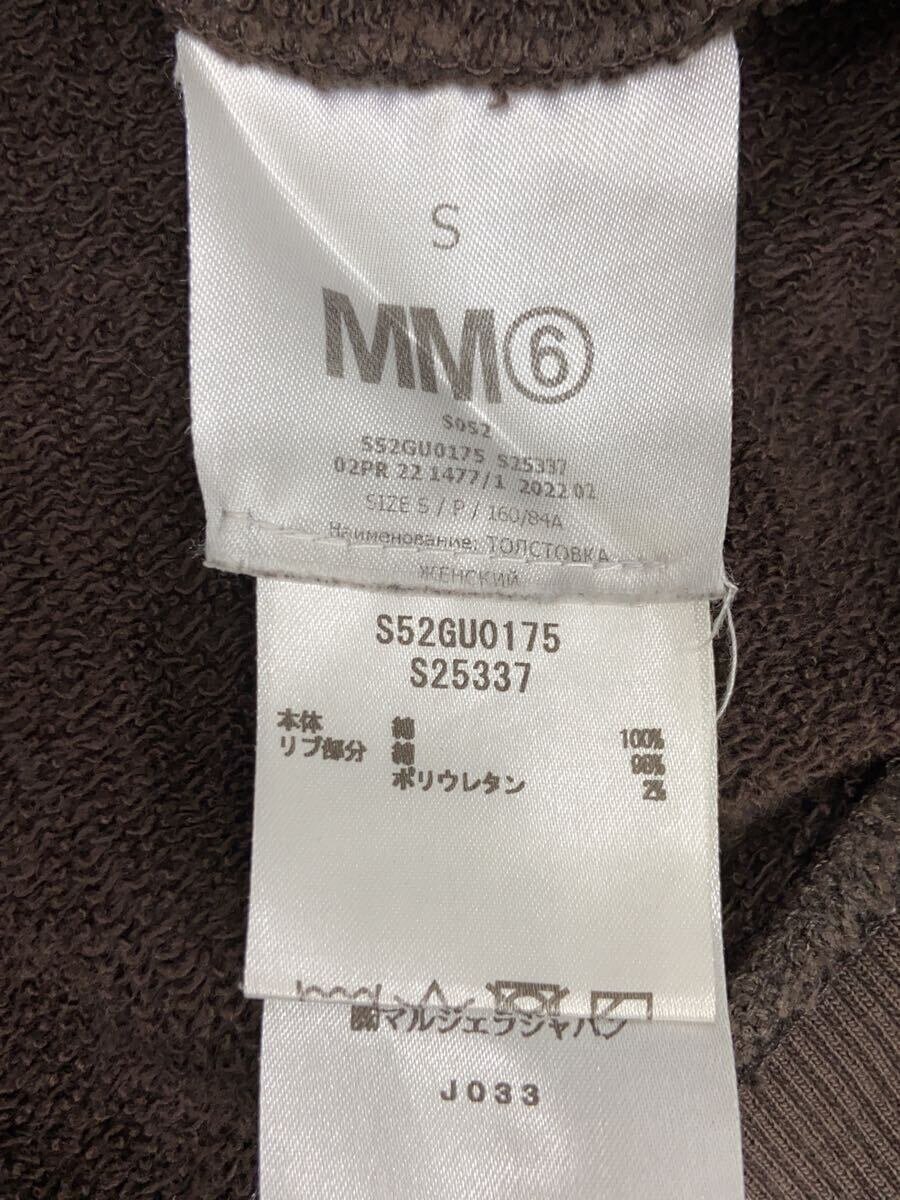 S
MM⑥
S052
S52GU0175 S25337
02PR 22 1477/1 2022 02
SIZE S / P / 160/84A
Наименование: ТОЛСТОВКА
ЖЕНСКИЙ
S52GU0175
S25337
本体 綿 100%
リブ部分 綿 98%
ポリウレタン 2%
㈱マルジェラジャパン
J033